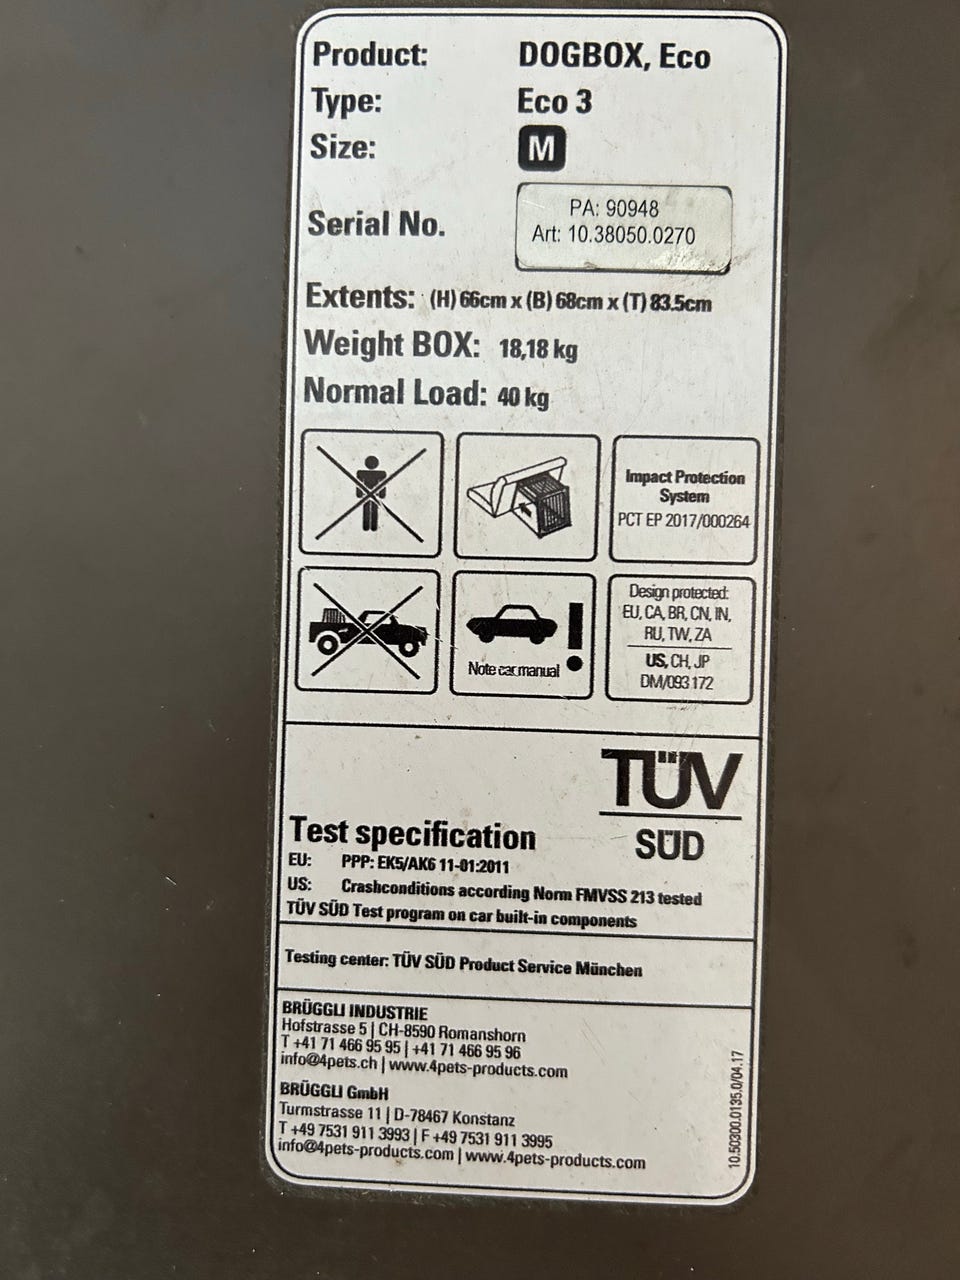 Product: DOGBOX, Eco
Type: Eco 3
Size: M
Serial No. PA: 90948
Art: 10.38050.0270
Extents: (H) 66cm x (B) 68cm x (T) 83.5cm
Weight BOX: 18,18 kg
Normal Load: 40 kg
Impact Protection
System
PCT EP 2017/000264
Note car manual !
Design protected:
EU, CA, BR, CN, IN,
RU, TW, ZA
US, CH, JP
DM/093 172
TÜV
SÜD
Test specification
EU: PPP: EK5/AK6 11-01:2011
US: Crashconditions according Norm FMVSS 213 tested
TÜV SÜD Test program on car built-in components
Testing center: TÜV SÜD Product Service München
BRÜGGLI INDUSTRIE
Hofstrasse 5 | CH-8590 Romanshorn
T +41 71 466 95 95 | +41 71 466 95 96
info@4pets.ch | www.4pets-products.com
BRÜGGLI GmbH
Turmstrasse 11 | D-78467 Konstanz
T +49 7531 911 3993 | F +49 7531 911 3995
info@4pets-products.com | www.4pets-products.com
10.50300.0135.0/04.17